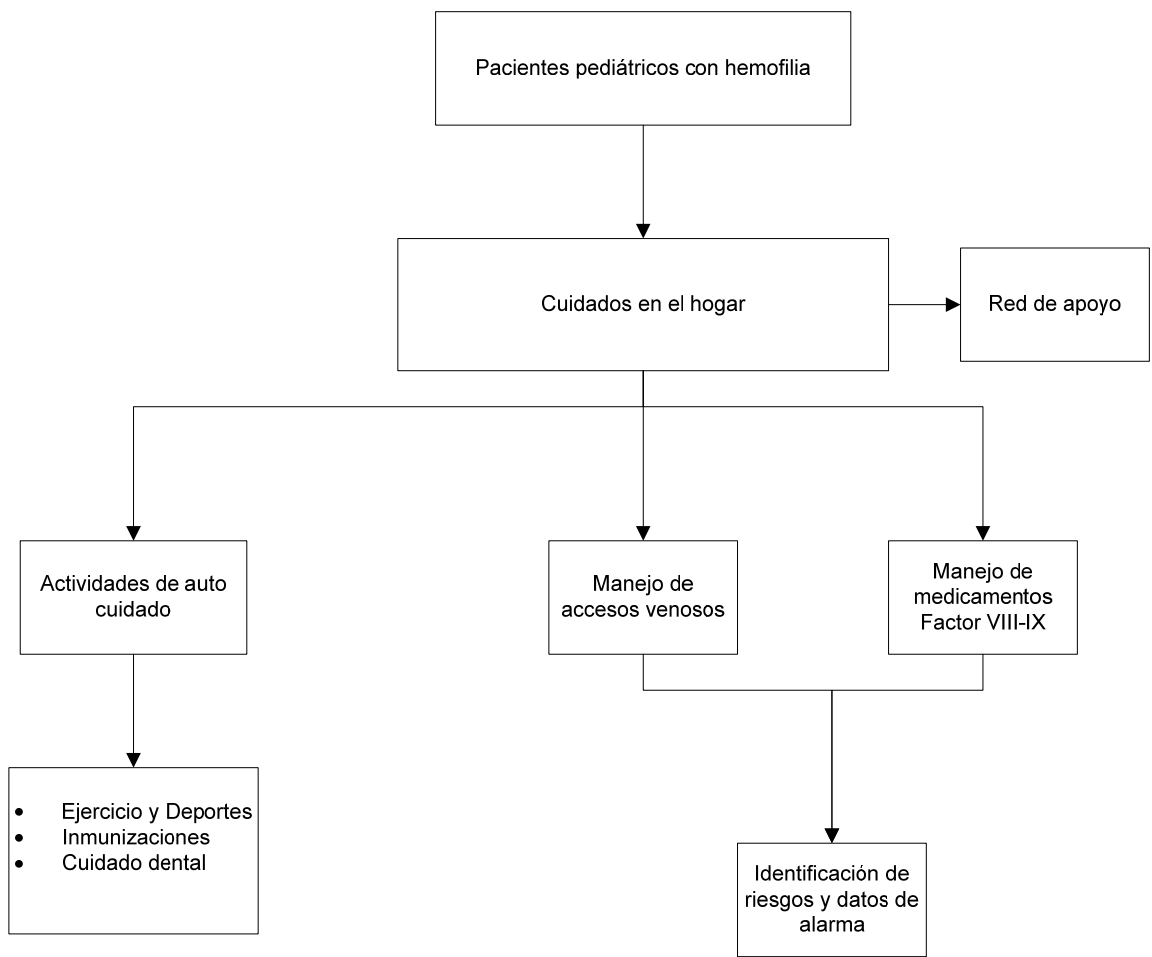 Pacientes pediátricos con hemofilia
Cuidados en el hogar
Red de apoyo
Actividades de auto
cuidado
Manejo de
accesos venosos
Manejo de
medicamentos
Factor VIII-IX
• Ejercicio y Deportes
• Inmunizaciones
• Cuidado dental
Identificación de
riesgos y datos de
alarma